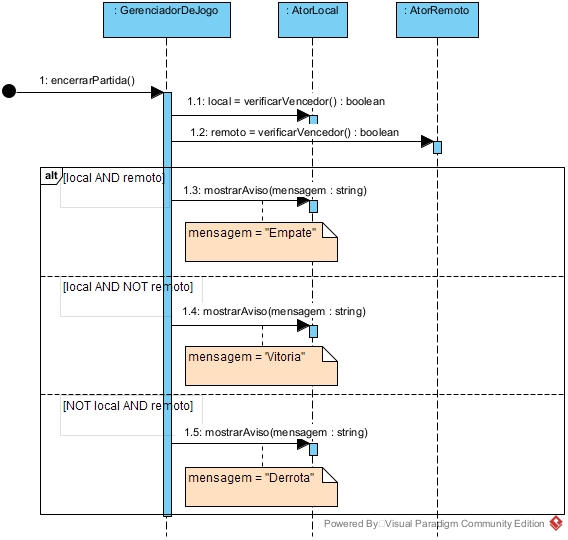 : GerenciadorDeJogo
: AtorLocal
: AtorRemoto
1: encerrarPartida()
1.1: local = verificarVencedor() : boolean
1.2: remoto = verificarVencedor() : boolean
alt
[local AND remoto]
1.3: mostrarAviso(mensagem : string)
mensagem = "Empate"
[local AND NOT remoto]
1.4: mostrarAviso(mensagem : string)
mensagem = "Vitoria"
[NOT local AND remoto]
1.5: mostrarAviso(mensagem : string)
mensagem = "Derrota"
Powered By Visual Paradigm Community Edition